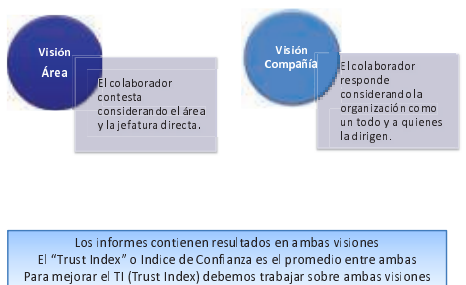 Visión
Área
El colaborador
contesta
considerando el área
y la jefatura directa.
Visión
Compañía
El colaborador
responde
considerando la
organización como
un todo y a quienes
la dirigen.
Los informes contienen resultados en ambas visiones
El “Trust Index” o Indice de Confianza es el promedio entre ambas
Para mejorar el TI (Trust Index) debemos trabajar sobre ambas visiones